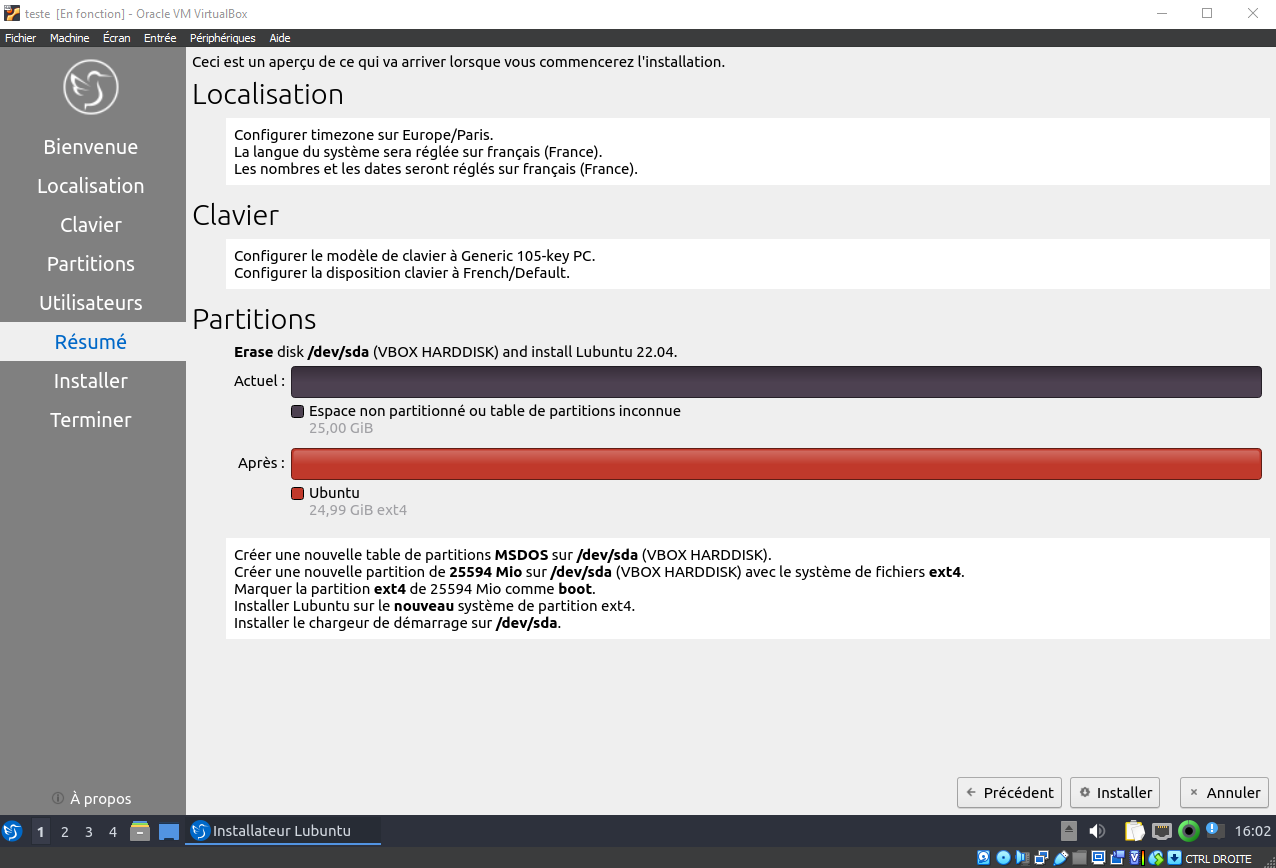 teste [En fonction] - Oracle VM VirtualBox
Fichier Machine Écran Entrée Périphériques Aide
Bienvenue
Localisation
Clavier
Partitions
Utilisateurs
Résumé
Installer
Terminer
À propos
Ceci est un aperçu de ce qui va arriver lorsque vous commencerez l'installation.
Localisation
Configurer timezone sur Europe/Paris.
La langue du système sera réglée sur français (France).
Les nombres et les dates seront réglés sur français (France).
Clavier
Configurer le modèle de clavier à Generic 105-key PC.
Configurer la disposition clavier à French/Default.
Partitions
Erase disk /dev/sda (VBOX HARDDISK) and install Lubuntu 22.04.
Actuel :
Espace non partitionné ou table de partitions inconnue
25,00 GiB
Après :
Ubuntu
24,99 GiB ext4
Créer une nouvelle table de partitions MSDOS sur /dev/sda (VBOX HARDDISK).
Créer une nouvelle partition de 25594 Mio sur /dev/sda (VBOX HARDDISK) avec le système de fichiers ext4.
Marquer la partition ext4 de 25594 Mio comme boot.
Installer Lubuntu sur le nouveau système de partition ext4.
Installer le chargeur de démarrage sur /dev/sda.
Précédent Installer Annuler
1 2 3 4 Installateur Lubuntu 16:02
CTRL DROITE